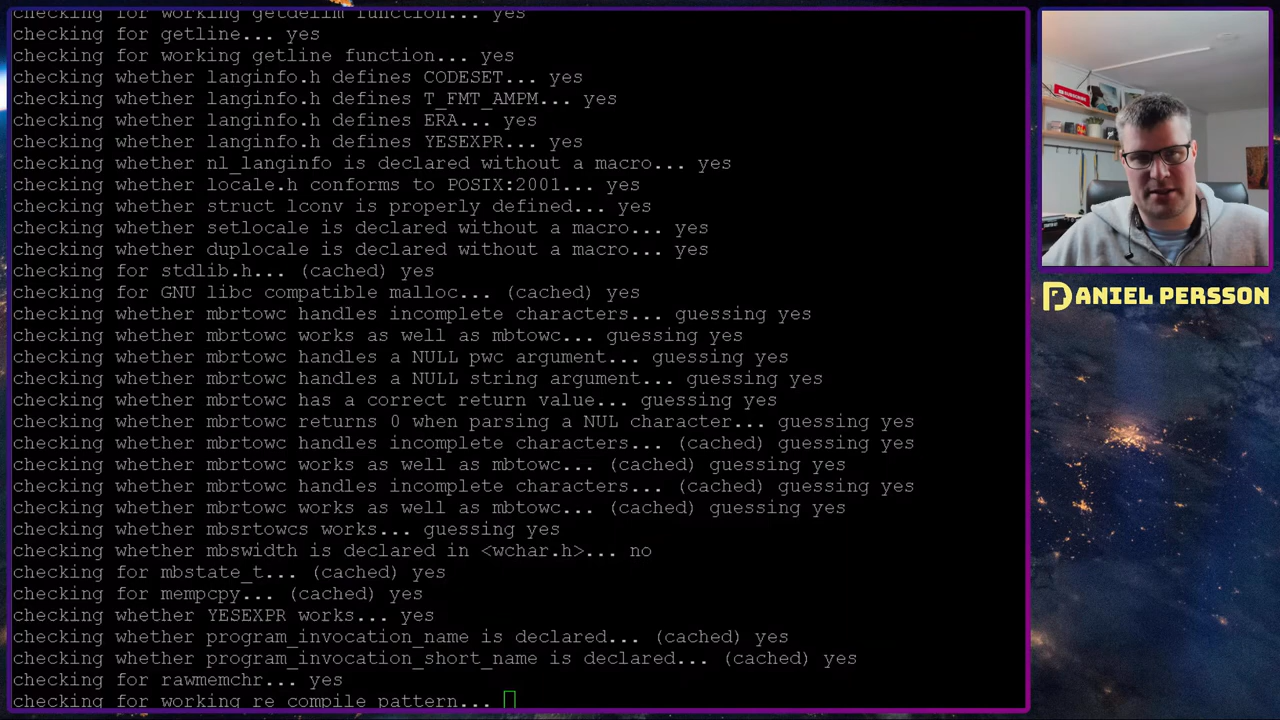 checking for working getdelim function... yes
checking for getline... yes
checking for working getline function... yes
checking whether langinfo.h defines CODESET... yes
checking whether langinfo.h defines T_FMT_AMPM... yes
checking whether langinfo.h defines ERA... yes
checking whether langinfo.h defines YESEXPR... yes
checking whether nl_langinfo is declared without a macro... yes
checking whether locale.h conforms to POSIX:2001... yes
checking whether struct lconv is properly defined... yes
checking whether setlocale is declared without a macro... yes
checking whether duplocale is declared without a macro... yes
checking for stdlib.h... (cached) yes
checking for GNU libc compatible malloc... (cached) yes
checking whether mbrtowc handles incomplete characters... guessing yes
checking whether mbrtowc works as well as mbtowc... guessing yes
checking whether mbrtowc handles a NULL pwc argument... guessing yes
checking whether mbrtowc handles a NULL string argument... guessing yes
checking whether mbrtowc has a correct return value... guessing yes
checking whether mbrtowc returns 0 when parsing a NUL character... guessing yes
checking whether mbrtowc handles incomplete characters... (cached) guessing yes
checking whether mbrtowc works as well as mbtowc... (cached) guessing yes
checking whether mbrtowc handles incomplete characters... (cached) guessing yes
checking whether mbrtowc works as well as mbtowc... (cached) guessing yes
checking whether mbsrtowcs works... guessing yes
checking whether mbswidth is declared in <wchar.h>... no
checking for mbstate_t... (cached) yes
checking for mempcpy... (cached) yes
checking whether YESEXPR works... yes
checking whether program_invocation_name is declared... (cached) yes
checking whether program_invocation_short_name is declared... (cached) yes
checking for rawmemchr... yes
checking for working re_compile_pattern...
SUBSCRIBE
DANIEL PERSSON